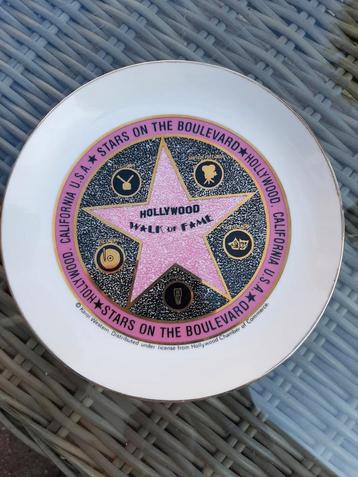 ★ STARS ON THE BOULEVARD ★ HOLLYWOOD, CALIFORNIA U.S.A.
★ STARS ON THE BOULEVARD ★ HOLLYWOOD, CALIFORNIA U.S.A.
HOLLYWOOD
WALK OF FAME
Western. Distributed under license from Hollywood Chamber of Commerce.